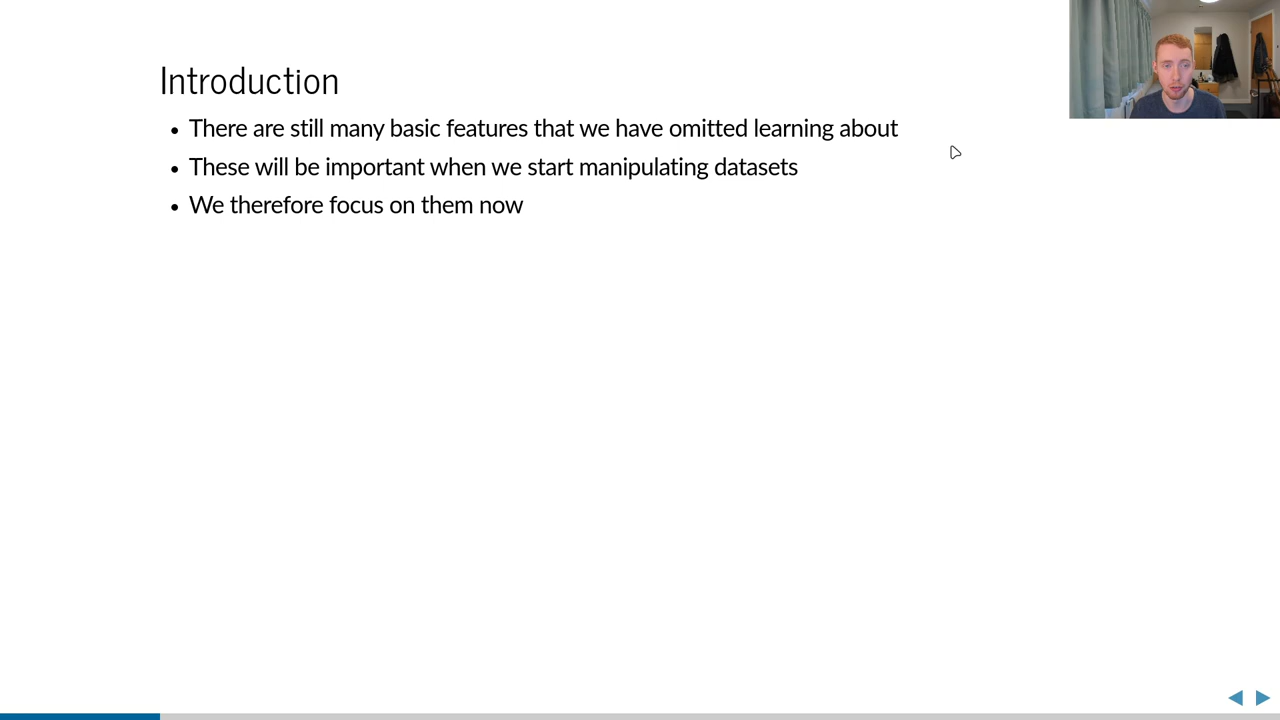 Introduction
• There are still many basic features that we have omitted learning about
• These will be important when we start manipulating datasets
• We therefore focus on them now